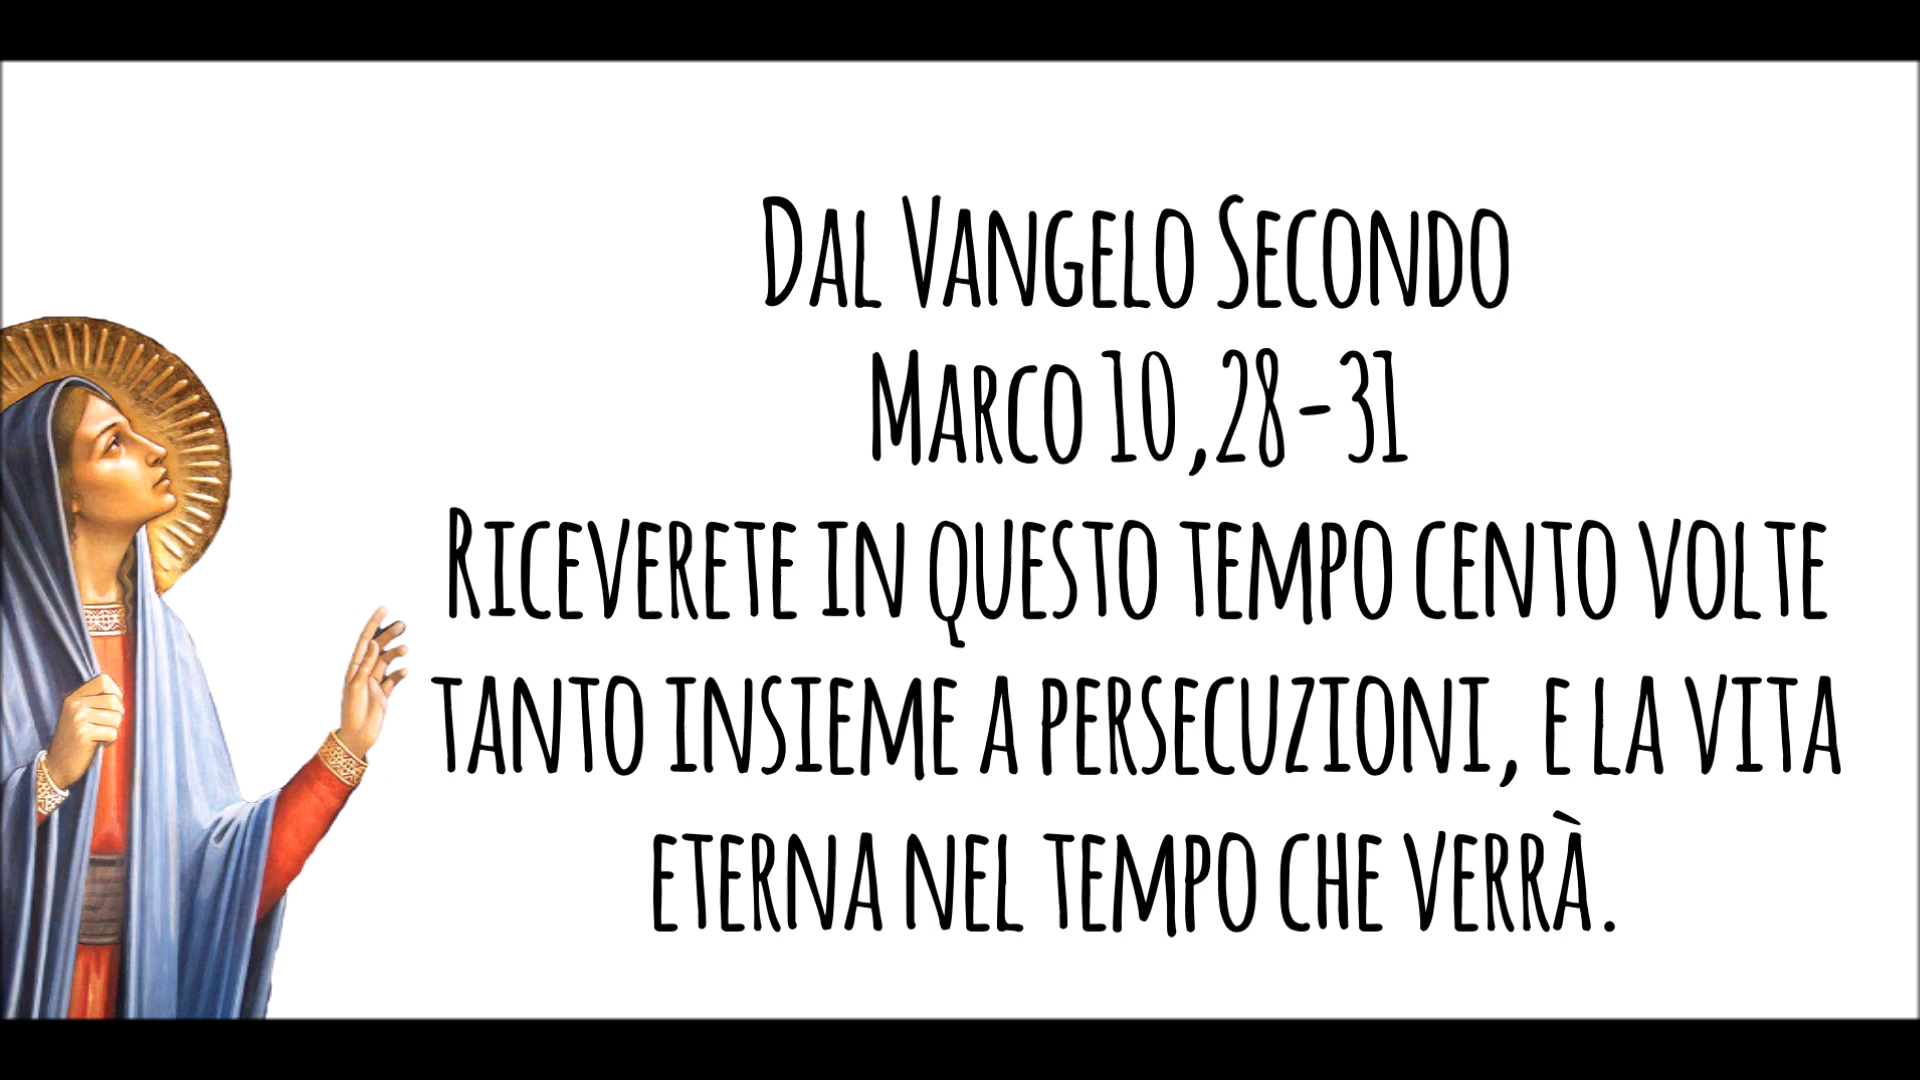 Dal Vangelo Secondo
Marco 10,28-31
Riceverete in questo tempo cento volte
tanto insieme a persecuzioni, e la vita
eterna nel tempo che verrà.